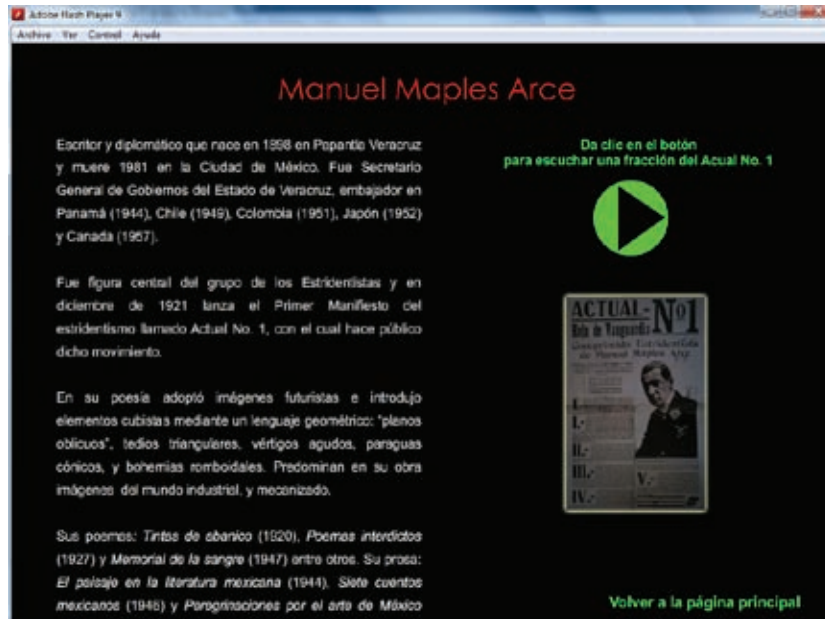 Adobe Flash Player 9
Archivo Ver Control Ayuda
Manuel Maples Arce
Escritor y diplomático que nace en 1898 en Papantla Veracruz
y muere 1981 en la Ciudad de México. Fue Secretario
General de Gobiernos del Estado de Veracruz, embajador en
Panamá (1944), Chile (1949), Colombia (1951), Japón (1952)
y Canada (1957).
Fue figura central del grupo de los Estridentistas y en
diciembre de 1921 lanza el Primer Manifiesto del
estridentismo llamado Actual No. 1, con el cual hace público
dicho movimiento.
En su poesía adoptó imágenes futuristas e introdujo
elementos cubistas mediante un lenguaje geométrico: "planos
oblicuos", tedios triangulares, vértigos agudos, paraguas
cónicos, y bohemias romboidales. Predominan en su obra
imágenes del mundo industrial, y mecanizado.
Sus poemas: Tintas de abanico (1920), Poemas interdictos
(1927) y Memorial de la sangre (1947) entre otros. Su prosa:
El paisaje en la literatura mexicana (1944), Siete cuentos
mexicanos (1946) y Peregrinaciones por el arte de México
Da clic en el botón
para escuchar una fracción del Acual No. 1
ACTUAL-Nº1
Hoja de Vanguardia
Comprimido Estridentista
de Manuel Maples Arce
I.-
I.-
II.-
III.-
IV.-
V.-
Volver a la página principal